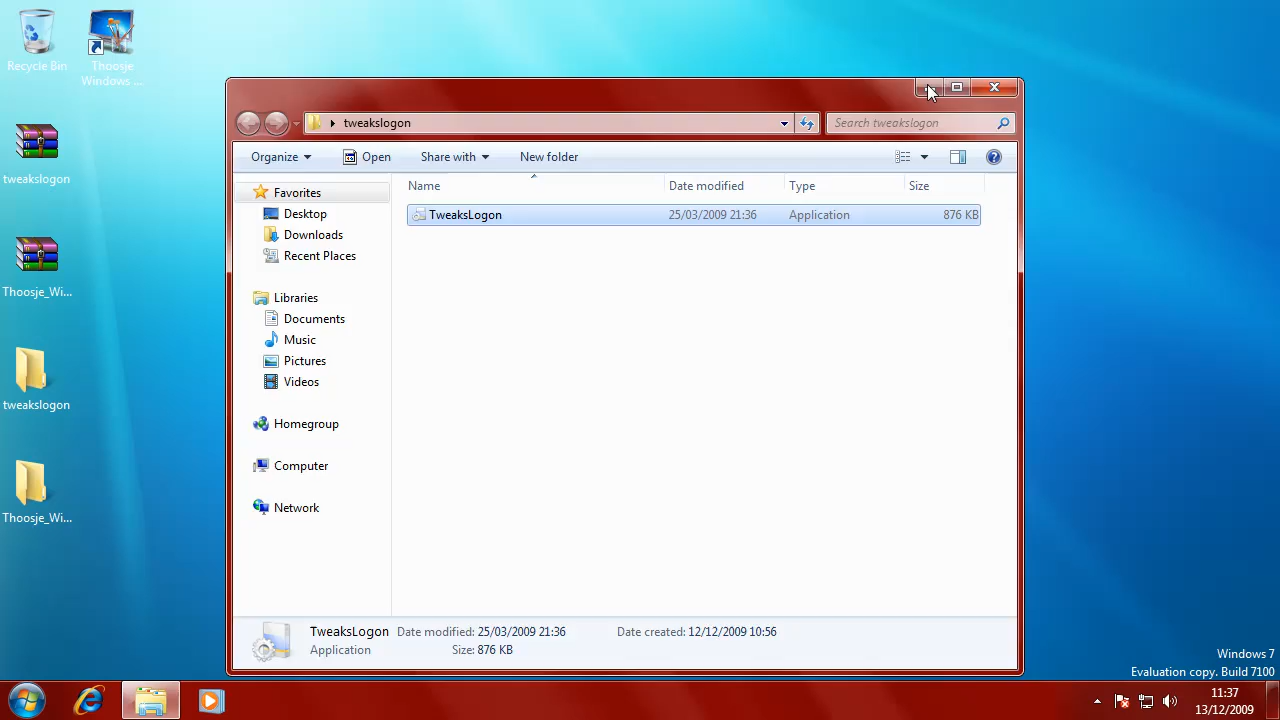 Recycle Bin
Thoosje
Windows ...
tweakslogon
Thoosje_Wi...
tweakslogon
Thoosje_Wi...
tweakslogon
Search tweakslogon
Organize
Open
Share with
New folder
Name
Date modified
Type
Size
TweaksLogon
25/03/2009 21:36
Application
876 KB
Favorites
Desktop
Downloads
Recent Places
Libraries
Documents
Music
Pictures
Videos
Homegroup
Computer
Network
TweaksLogon Date modified: 25/03/2009 21:36 Date created: 12/12/2009 10:56
Application Size: 876 KB
Windows 7
Evaluation copy. Build 7100
11:37
13/12/2009